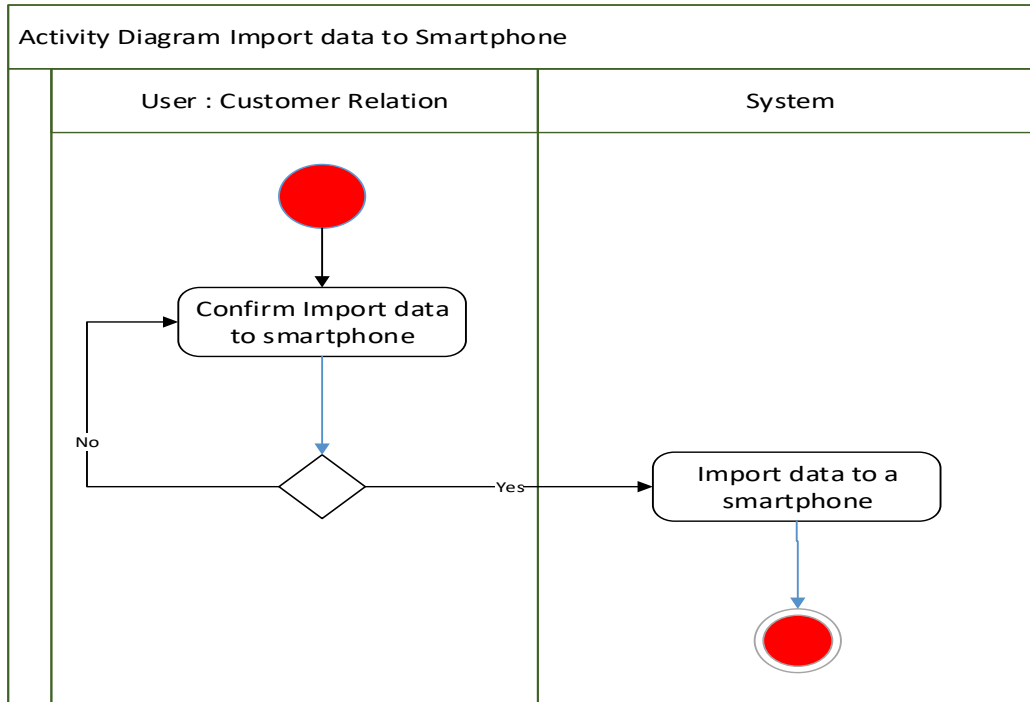 Activity Diagram Import data to Smartphone
User : Customer Relation
System
Confirm Import data
to smartphone
No
Yes
Import data to a
smartphone